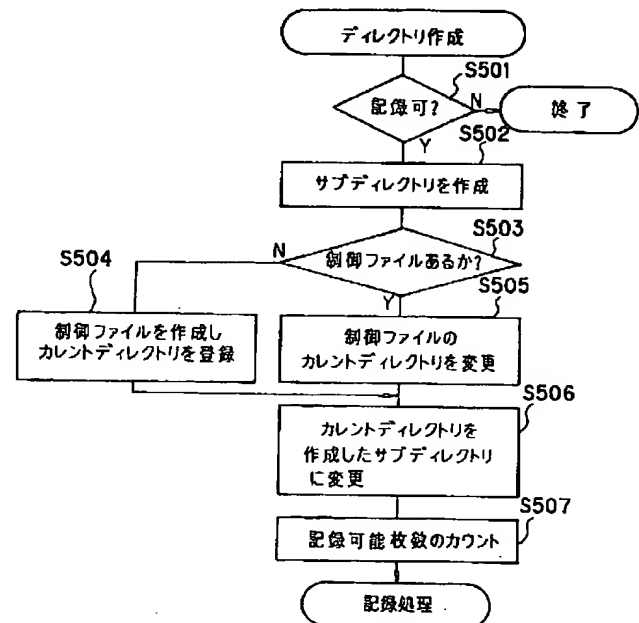 ディレクトリ作成
S501
記録可?
N
終了
Y
S502
サブディレクトリを作成
S503
制御ファイルあるか?
N
S504
Y
S505
制御ファイルを作成し
カレントディレクトリを登録
制御ファイルの
カレントディレクトリを変更
S506
カレントディレクトリを
作成したサブディレクトリ
に変更
S507
記録可能枚数のカウント
記録処理